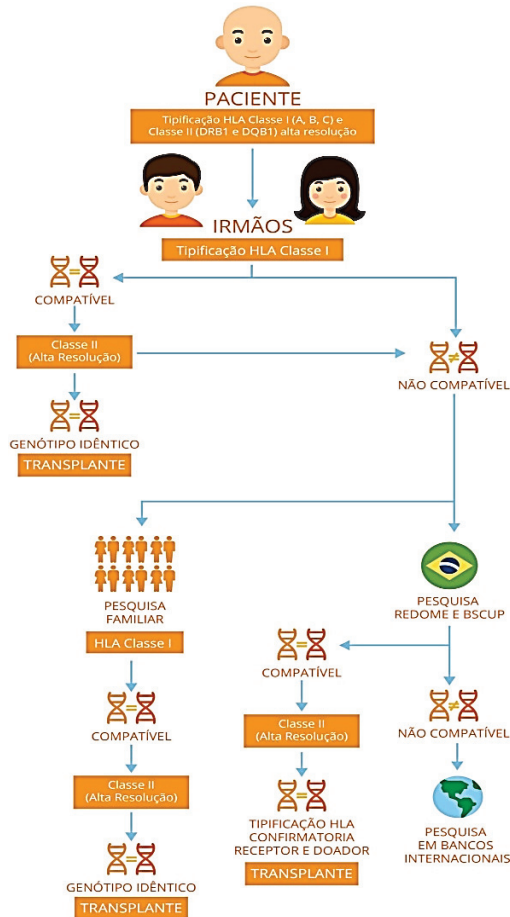 PACIENTE
Tipificação HLA Classe I (A, B, C) e
Classe II (DRB1 e DQB1) alta resolução
IRMÃOS
Tipificação HLA Classe I
COMPATÍVEL
Classe II
(Alta Resolução)
GENÓTIPO IDÊNTICO
TRANSPLANTE
NÃO COMPATÍVEL
PESQUISA
FAMILIAR
HLA Classe I
COMPATÍVEL
Classe II
(Alta Resolução)
GENÓTIPO IDÊNTICO
TRANSPLANTE
PESQUISA
REDOME E BSCUP
COMPATÍVEL
Classe II
(Alta Resolução)
TIPIFICAÇÃO HLA
CONFIRMATORIA
RECEPTOR E DOADOR
TRANSPLANTE
NÃO COMPATÍVEL
PESQUISA
EM BANCOS
INTERNACIONAIS